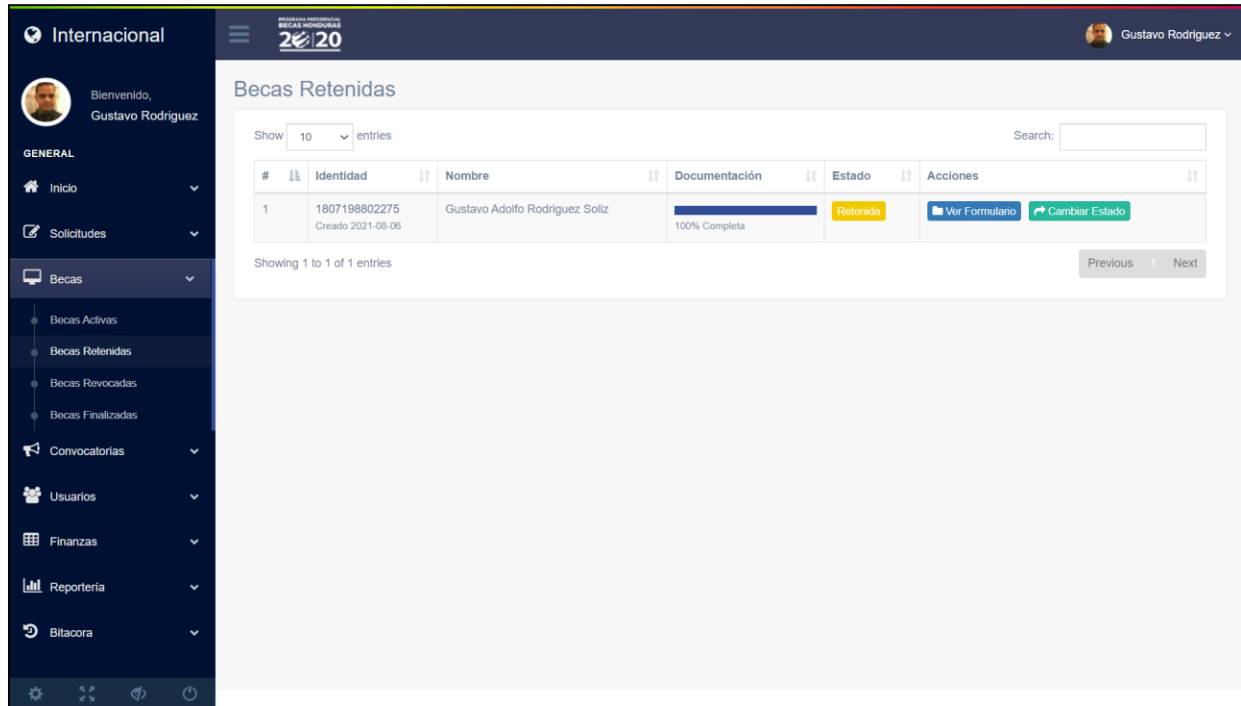 Internacional
PROGRAMA PRESIDENCIAL
BECAS HONDURAS
20|20
Gustavo Rodriguez
Bienvenido,
Gustavo Rodriguez
GENERAL
Inicio
Solicitudes
Becas
Becas Activas
Becas Retenidas
Becas Revocadas
Becas Finalizadas
Convocatorias
Usuarios
Finanzas
Reportería
Bitacora
Becas Retenidas
Show 10 entries
Search:
# Identidad Nombre Documentación Estado Acciones
1 1807198802275 Gustavo Adolfo Rodriguez Soliz Retenida Ver Formulario Cambiar Estado
Creado 2021-08-06 100% Completa
Showing 1 to 1 of 1 entries
Previous 1 Next